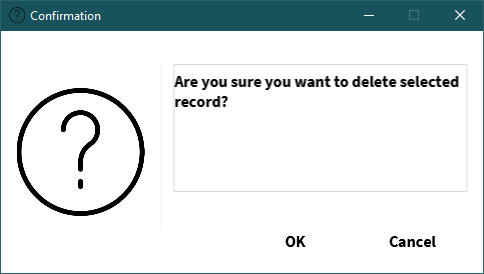 Confirmation
Are you sure you want to delete selected
record?
OK
Cancel